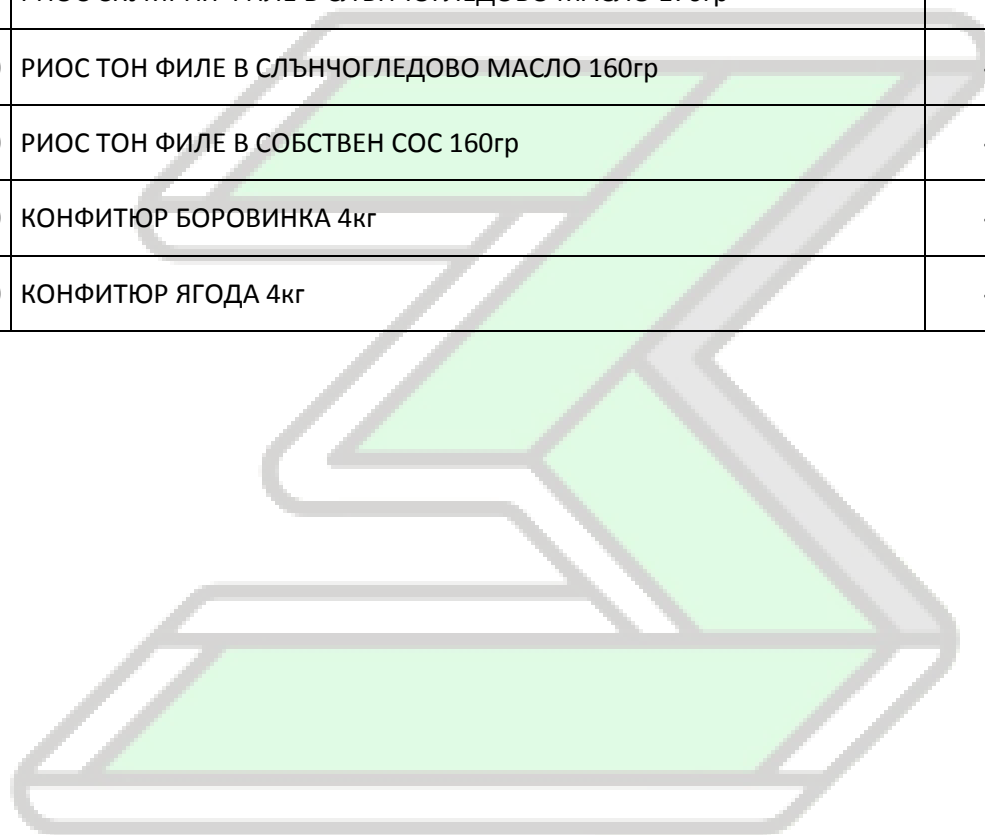 РИОС ТОН ФИЛЕ В СЛЪНЧОГЛЕДОВО МАСЛО 160гр
РИОС ТОН ФИЛЕ В СОБСТВЕН СОС 160гр
КОНФИТЮР БОРОВИНКА 4кг
КОНФИТЮР ЯГОДА 4кг